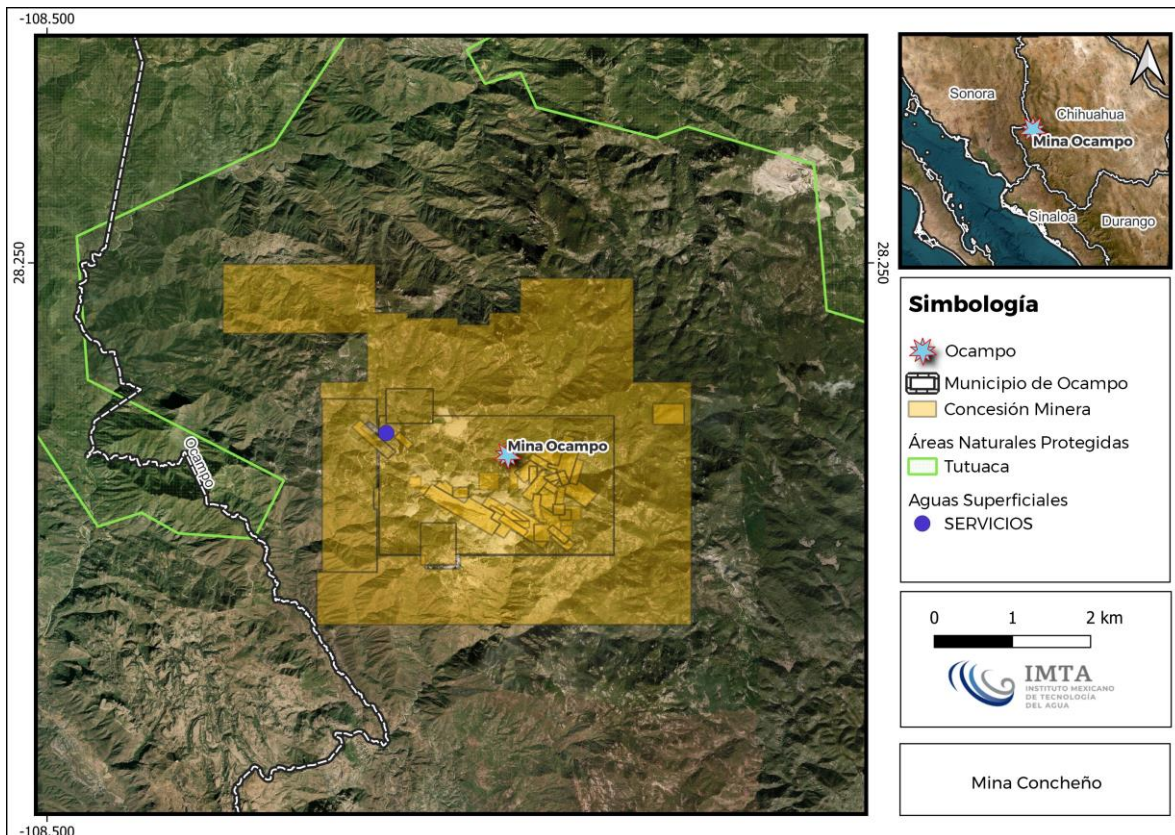 -108.500
28.250
28.250
Ocampo
Mina Ocampo
-108.500
Sonora
Chihuahua
Mina Ocampo
Sinaloa
Durango
Simbología
Ocampo
Municipio de Ocampo
Concesión Minera
Áreas Naturales Protegidas
Tutuaca
Aguas Superficiales
SERVICIOS
0 1 2 km
IMTA
INSTITUTO MEXICANO
DE TECNOLOGÍA
DEL AGUA
Mina Concheño